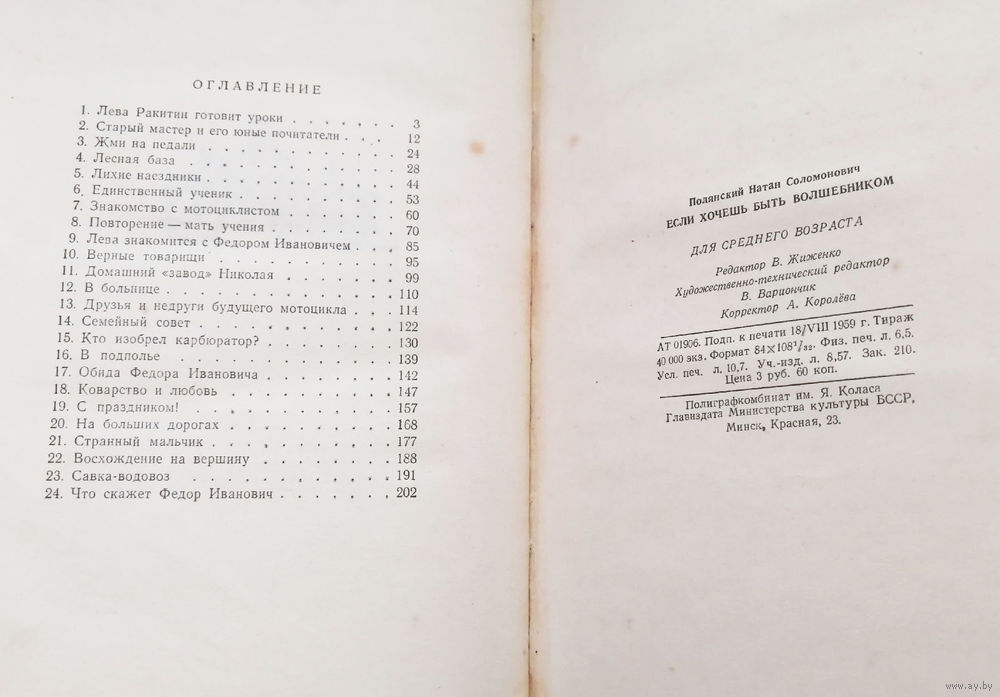 ОГЛАВЛЕНИЕ
1. Лева Ракитин готовит уроки . . . . . . . 3
2. Старый мастер и его юные почитатели . . . 12
3. Жми на педали . . . . . . . . . . 24
4. Лесная база . . . . . . . . . . . 28
5. Лихие наездники . . . . . . . . . . 44
6. Единственный ученик . . . . . . . . . 53
7. Знакомство с мотоциклистом . . . . . . 60
8. Повторение — мать учения . . . . . . . 70
9. Лева знакомится с Федором Ивановичем . . . 85
10. Верные товарищи . . . . . . . . . . 95
11. Домашний «завод» Николая . . . . . . . 99
12. В больнице . . . . . . . . . . . . 110
13. Друзья и недруги будущего мотоцикла . . . 114
14. Семейный совет . . . . . . . . . . 122
15. Кто изобрел карбюратор? . . . . . . . 130
16. В подполье . . . . . . . . . . . 139
17. Обида Федора Ивановича . . . . . . . 142
18. Коварство и любовь . . . . . . . . . 147
19. С праздником! . . . . . . . . . . . 157
20. На больших дорогах . . . . . . . . . 168
21. Странный мальчик . . . . . . . . . . 177
22. Восхождение на вершину . . . . . . . . 188
23. Савка-водовоз . . . . . . . . . . . 191
24. Что скажет Федор Иванович . . . . . . . 202
Полянский Натан Соломонович
ЕСЛИ ХОЧЕШЬ БЫТЬ ВОЛШЕБНИКОМ
ДЛЯ СРЕДНЕГО ВОЗРАСТА
Редактор В. Жиженко
Художественно-технический редактор
В. Вариончик
Корректор А. Королёва
АТ 01906. Подп. к печати 18/VIII 1959 г. Тираж
40 000 экз. Формат 84×108¹/₃₂. Физ. печ. л. 6,5.
Усл. печ. л. 10,7. Уч.-изд. л. 8,57. Зак. 210.
Цена 3 руб. 60 коп.
Полиграфкомбинат им. Я. Коласа
Главиздата Министерства культуры БССР,
Минск, Красная, 23.
www.ay.by